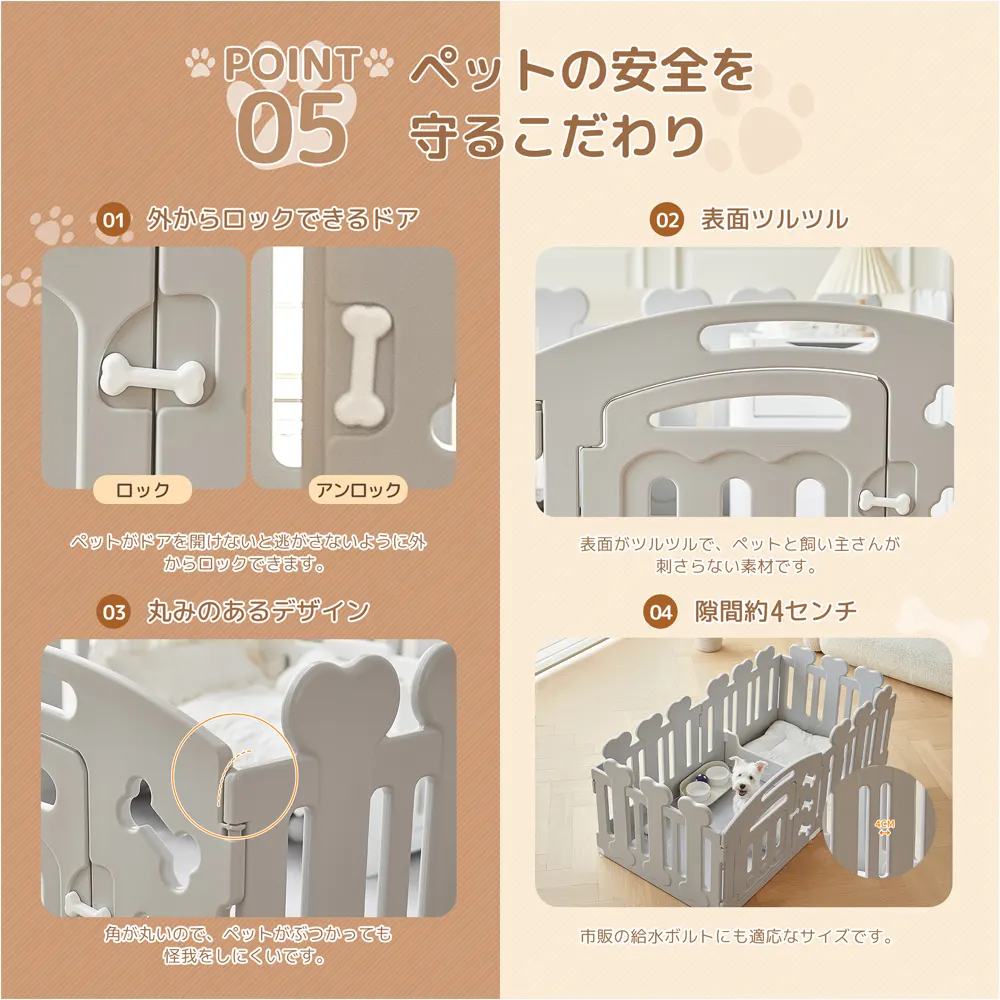 POINT
05
ペットの安全を
守るこだわり
01 外からロックできるドア
ロック
アンロック
ペットがドアを開けないと逃がさないように外
からロックできます。
02 表面ツルツル
表面がツルツルで、ペットと飼い主さんが
刺さらない素材です。
03 丸みのあるデザイン
角が丸いので、ペットがぶつかっても
怪我をしにくいです。
04 隙間約4センチ
4CM
市販の給水ボルトにも適応なサイズです。